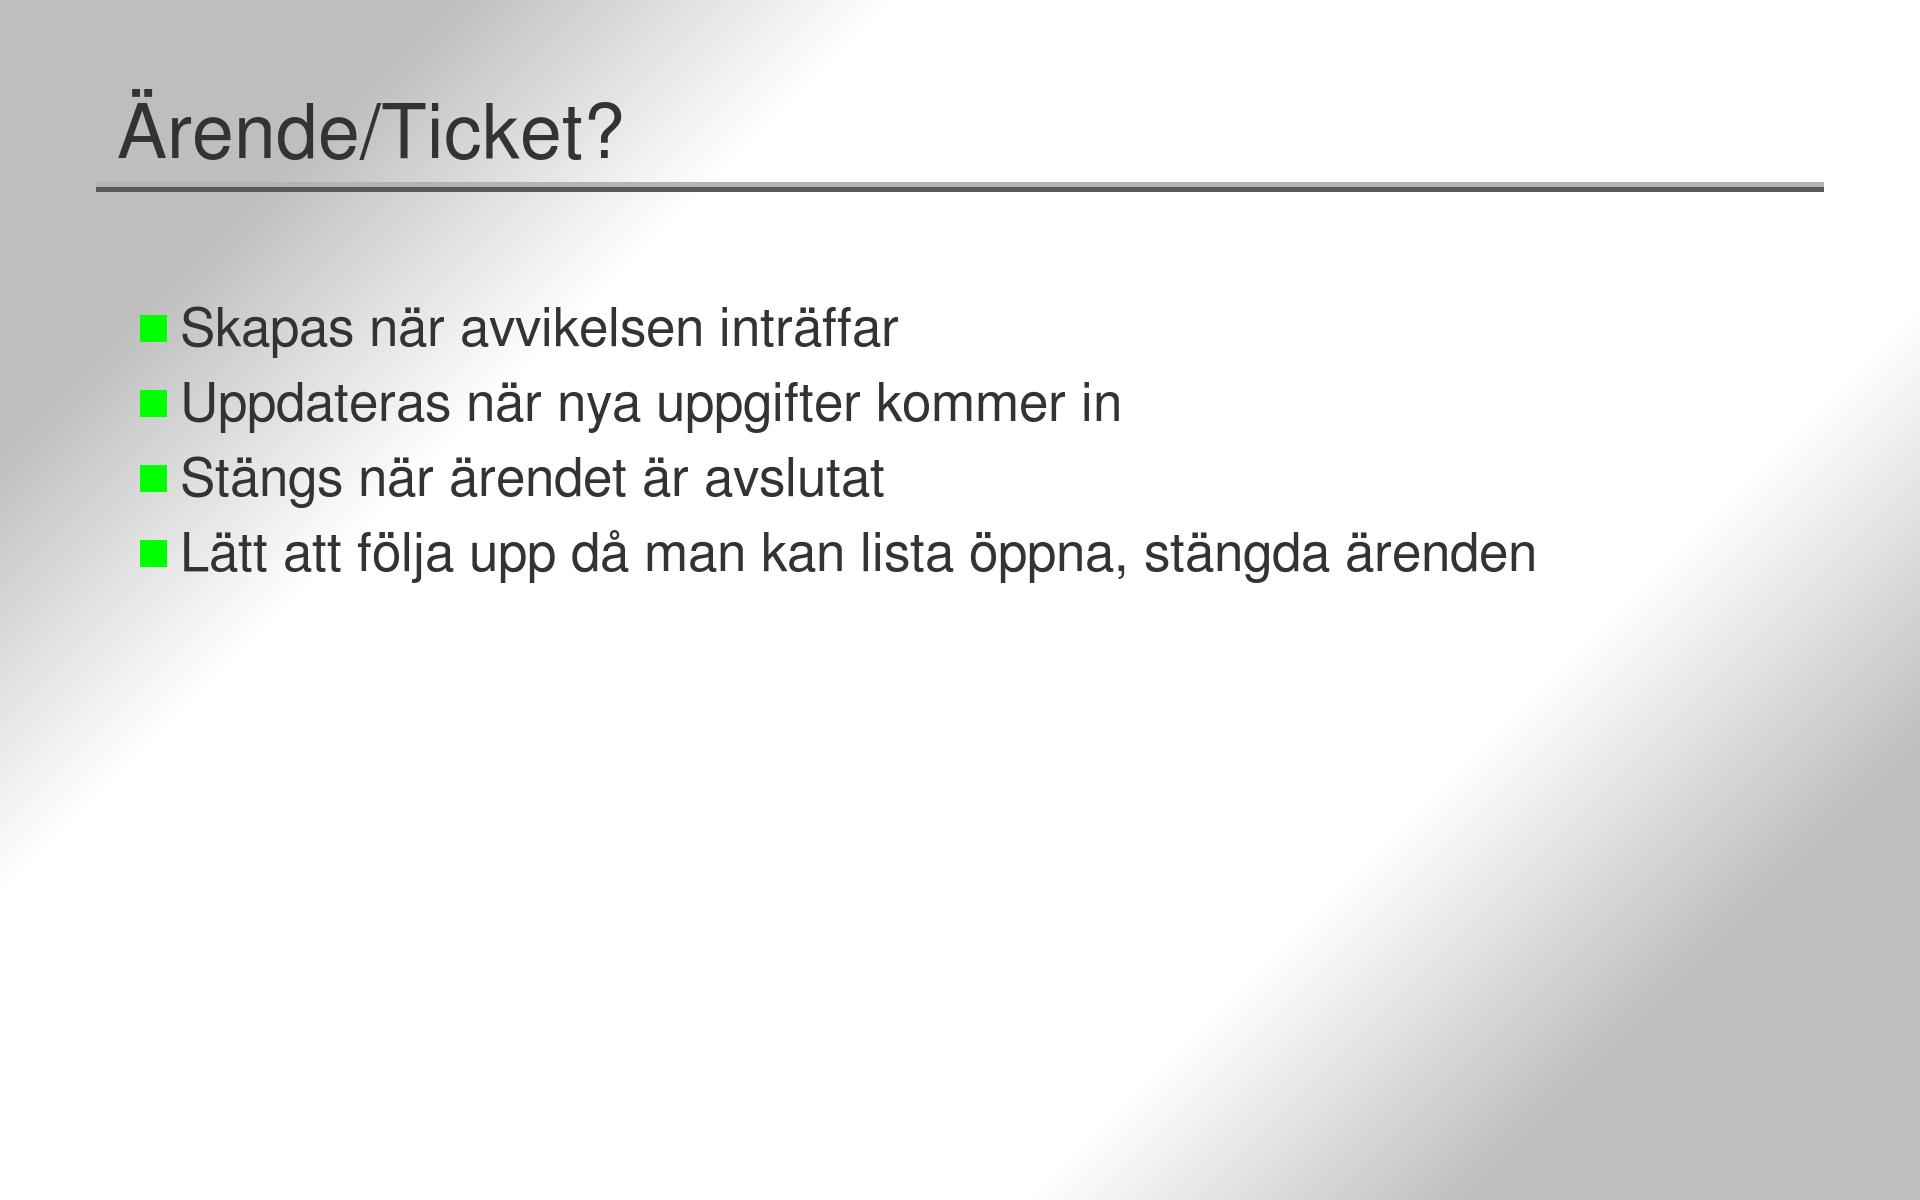 Ärende/Ticket?
Skapas när avvikelsen inträffar
Uppdateras när nya uppgifter kommer in
Stängs när ärendet är avslutat
Lätt att följa upp då man kan lista öppna, stängda ärenden